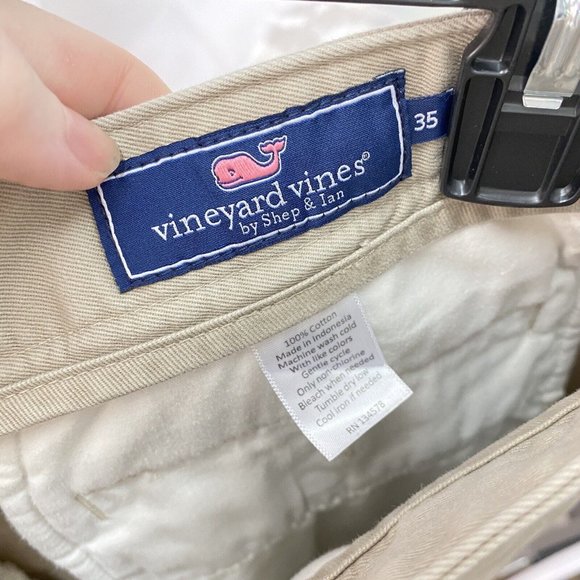 vineyard vines®
by Shep & Ian
35
100% Cotton
Made in Indonesia
Machine wash cold
With like colors
Gentle cycle
Only non-chlorine
Bleach when needed
Tumble dry low
Cool iron if needed
RN 134578